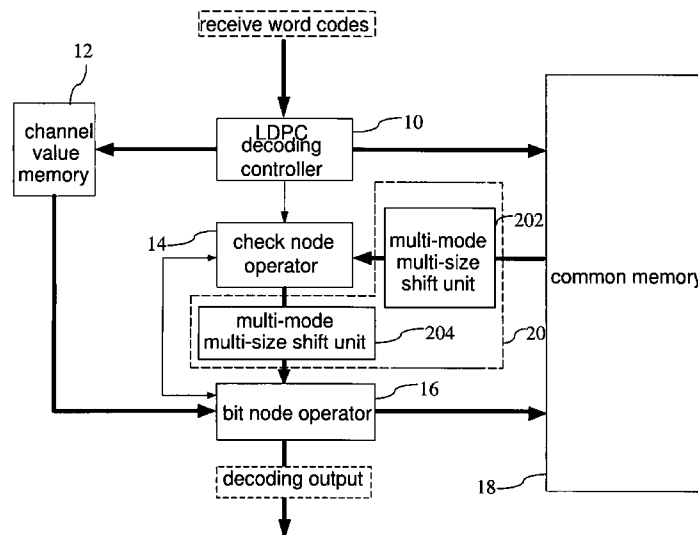 receive word codes
12
channel
value
memory
LDPC
decoding
controller
10
14
check node
operator
multi-mode
multi-size
shift unit
202
common memory
multi-mode
multi-size shift unit
204
20
16
bit node operator
decoding output
18